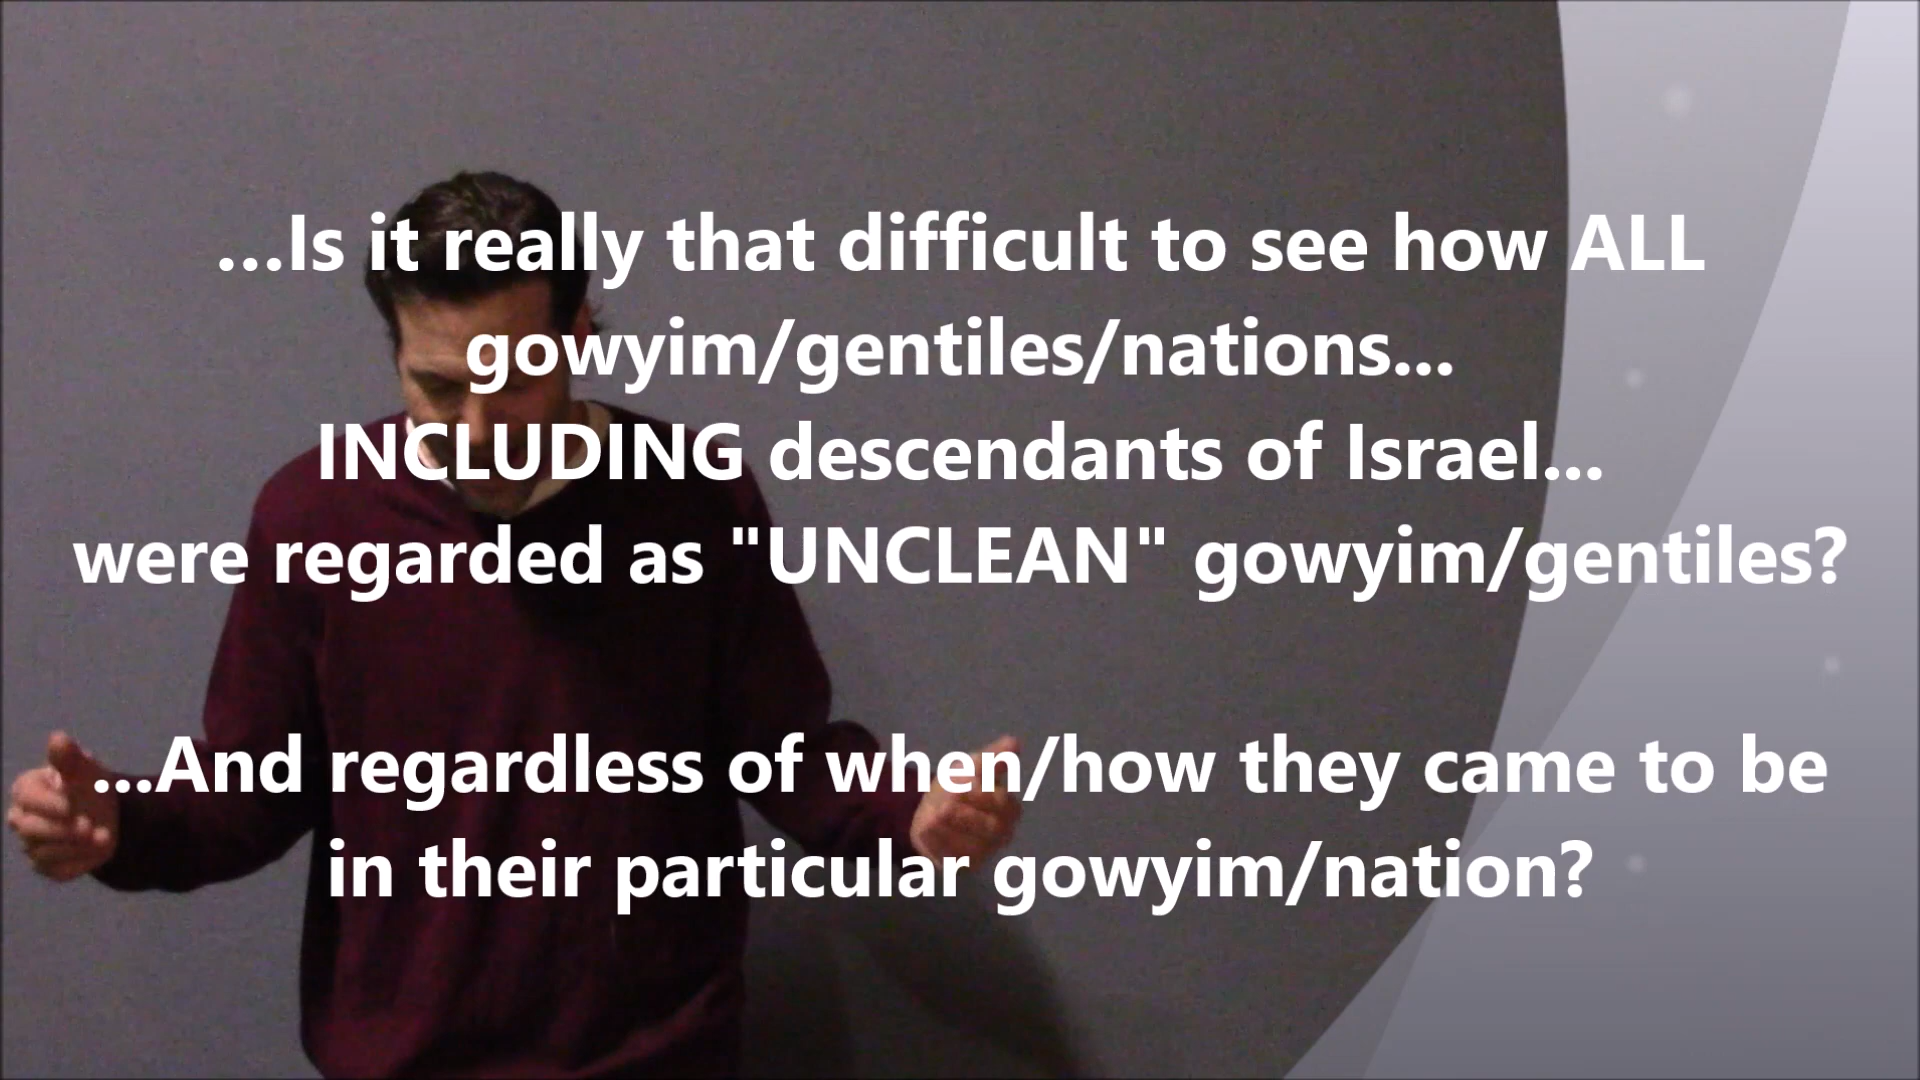 ...Is it really that difficult to see how ALL
gowyim/gentiles/nations...
INCLUDING descendants of Israel...
were regarded as "UNCLEAN" gowyim/gentiles?
...And regardless of when/how they came to be
in their particular gowyim/nation?